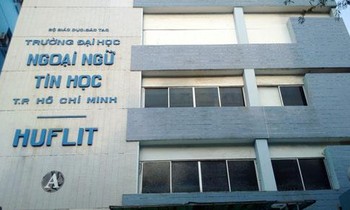 BỘ GIÁO DỤC-ĐÀO TẠO
TRƯỜNG ĐẠI HỌC
NGOẠI NGỮ
TIN HỌC
T.P HỒ CHÍ MINH
HUFLIT
A